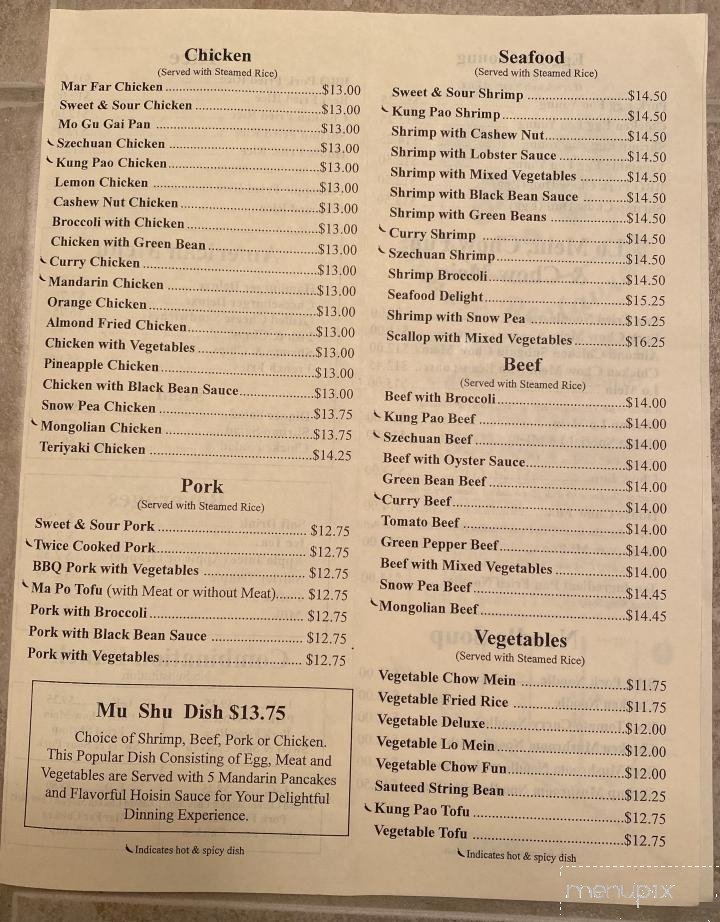 Chicken
(Served with Steamed Rice)
Mar Far Chicken $13.00
Sweet & Sour Chicken $13.00
Mo Gu Gai Pan $13.00
Szechuan Chicken $13.00
Kung Pao Chicken $13.00
Lemon Chicken $13.00
Cashew Nut Chicken $13.00
Broccoli with Chicken $13.00
Chicken with Green Bean $13.00
Curry Chicken $13.00
Mandarin Chicken $13.00
Orange Chicken $13.00
Almond Fried Chicken $13.00
Chicken with Vegetables $13.00
Pineapple Chicken $13.00
Chicken with Black Bean Sauce $13.00
Snow Pea Chicken $13.75
Mongolian Chicken $13.75
Teriyaki Chicken $14.25
Pork
(Served with Steamed Rice)
Sweet & Sour Pork $12.75
Twice Cooked Pork $12.75
BBQ Pork with Vegetables $12.75
Ma Po Tofu (with Meat or without Meat) $12.75
Pork with Broccoli $12.75
Pork with Black Bean Sauce $12.75
Pork with Vegetables $12.75
Mu Shu Dish $13.75
Choice of Shrimp, Beef, Pork or Chicken.
This Popular Dish Consisting of Egg, Meat and
Vegetables are Served with 5 Mandarin Pancakes
and Flavorful Hoisin Sauce for Your Delightful
Dinning Experience.
Indicates hot & spicy dish
Seafood
(Served with Steamed Rice)
Sweet & Sour Shrimp $14.50
Kung Pao Shrimp $14.50
Shrimp with Cashew Nut $14.50
Shrimp with Lobster Sauce $14.50
Shrimp with Mixed Vegetables $14.50
Shrimp with Black Bean Sauce $14.50
Shrimp with Green Beans $14.50
Curry Shrimp $14.50
Szechuan Shrimp $14.50
Shrimp Broccoli $14.50
Seafood Delight $15.25
Shrimp with Snow Pea $15.25
Scallop with Mixed Vegetables $16.25
Beef
(Served with Steamed Rice)
Beef with Broccoli $14.00
Kung Pao Beef $14.00
Szechuan Beef $14.00
Beef with Oyster Sauce $14.00
Green Bean Beef $14.00
Curry Beef $14.00
Tomato Beef $14.00
Green Pepper Beef $14.00
Beef with Mixed Vegetables $14.00
Snow Pea Beef $14.45
Mongolian Beef $14.45
Vegetables
(Served with Steamed Rice)
Vegetable Chow Mein $11.75
Vegetable Fried Rice $11.75
Vegetable Deluxe $12.00
Vegetable Lo Mein $12.00
Vegetable Chow Fun $12.00
Sauteed String Bean $12.25
Kung Pao Tofu $12.75
Vegetable Tofu $12.75
Indicates hot & spicy dish
menupix